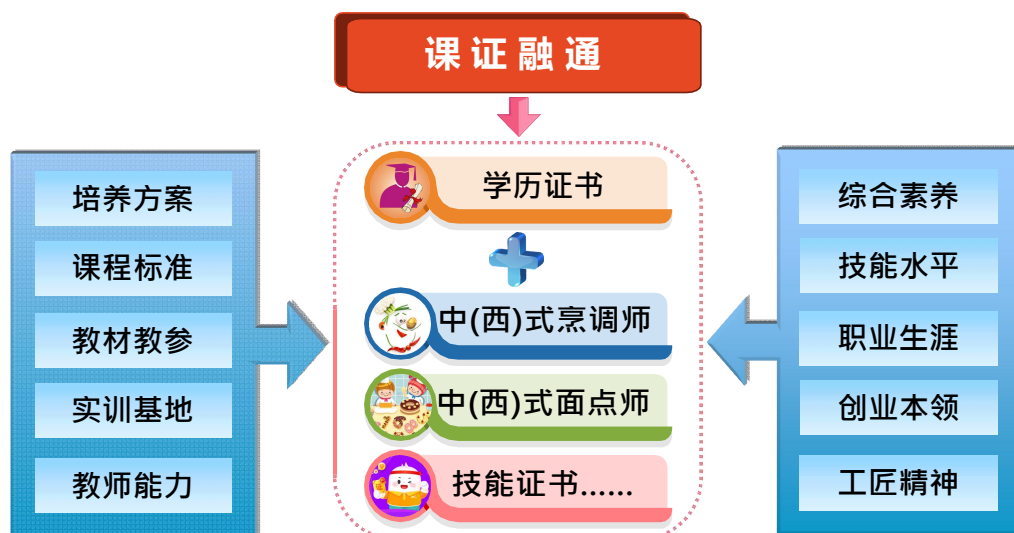 课证融通
培养方案
课程标准
教材教参
实训基地
教师能力
学历证书
中(西)式烹调师
中(西)式面点师
技能证书......
综合素养
技能水平
职业生涯
创业本领
工匠精神